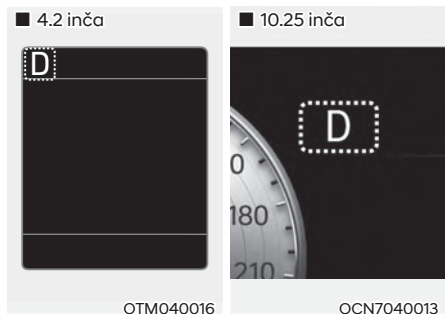 ■ 4.2 inča
D
OTM040016
■ 10.25 inča
D
0
180
210
OCN7040013